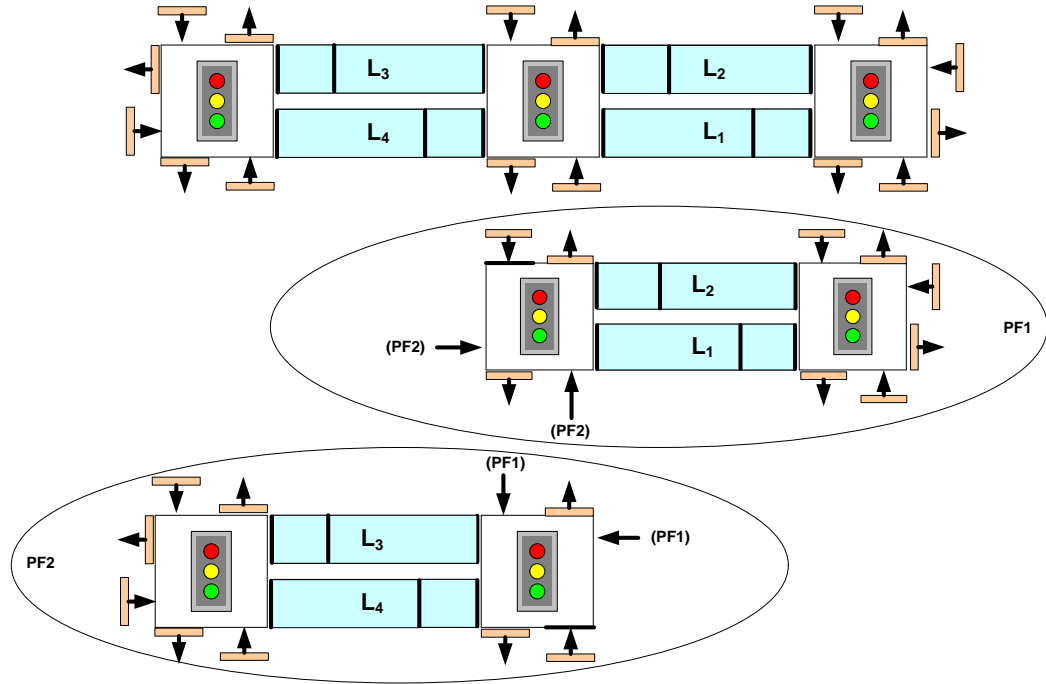 L3 L2
L4 L1
L2
PF1
(PF2) L1
(PF2)
(PF1)
L3 (PF1)
PF2
L4